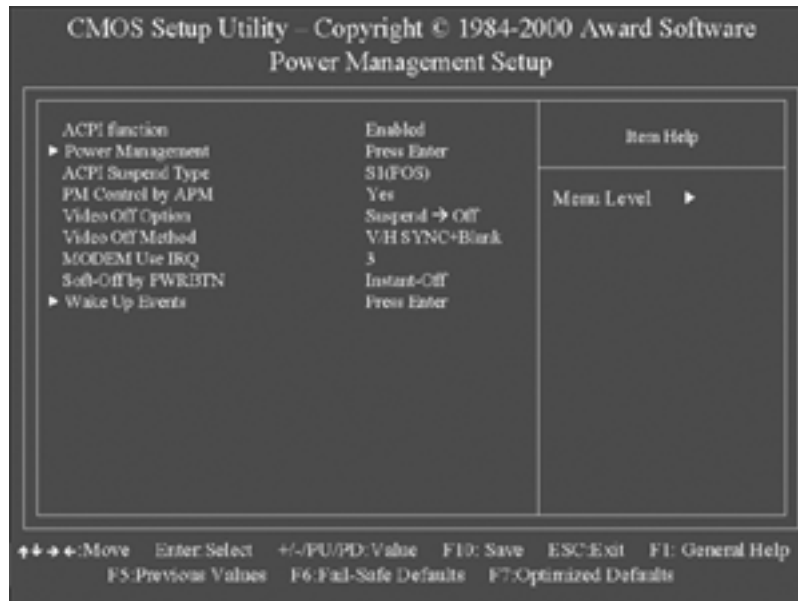 CMOS Setup Utility – Copyright © 1984-2000 Award Software
Power Management Setup
ACPI function Enabled
▶ Power Management Press Enter
ACPI Suspend Type S1(POS)
PM Control by APM Yes
Video Off Option Suspend → Off
Video Off Method V/H SYNC+Blank
MODEM Use IRQ 3
Soft-Off by PWRBTN Instant-Off
▶ Wake Up Events Press Enter
Item Help
Menu Level ▶
↑↓→←:Move Enter:Select +/-/PU/PD:Value F10: Save ESC:Exit F1: General Help
F5:Previous Values F6:Fail-Safe Defaults F7:Optimized Defaults